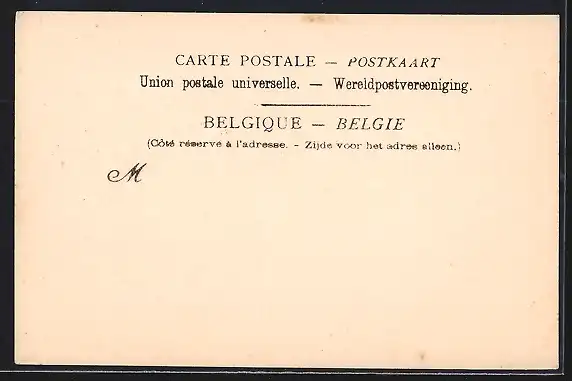 CARTE POSTALE — POSTKAART
Union postale universelle. — Wereldpostvereeniging.
BELGIQUE — BELGIE
(Côté réservé à l'adresse. - Zijde voor het adres alleen.)
M